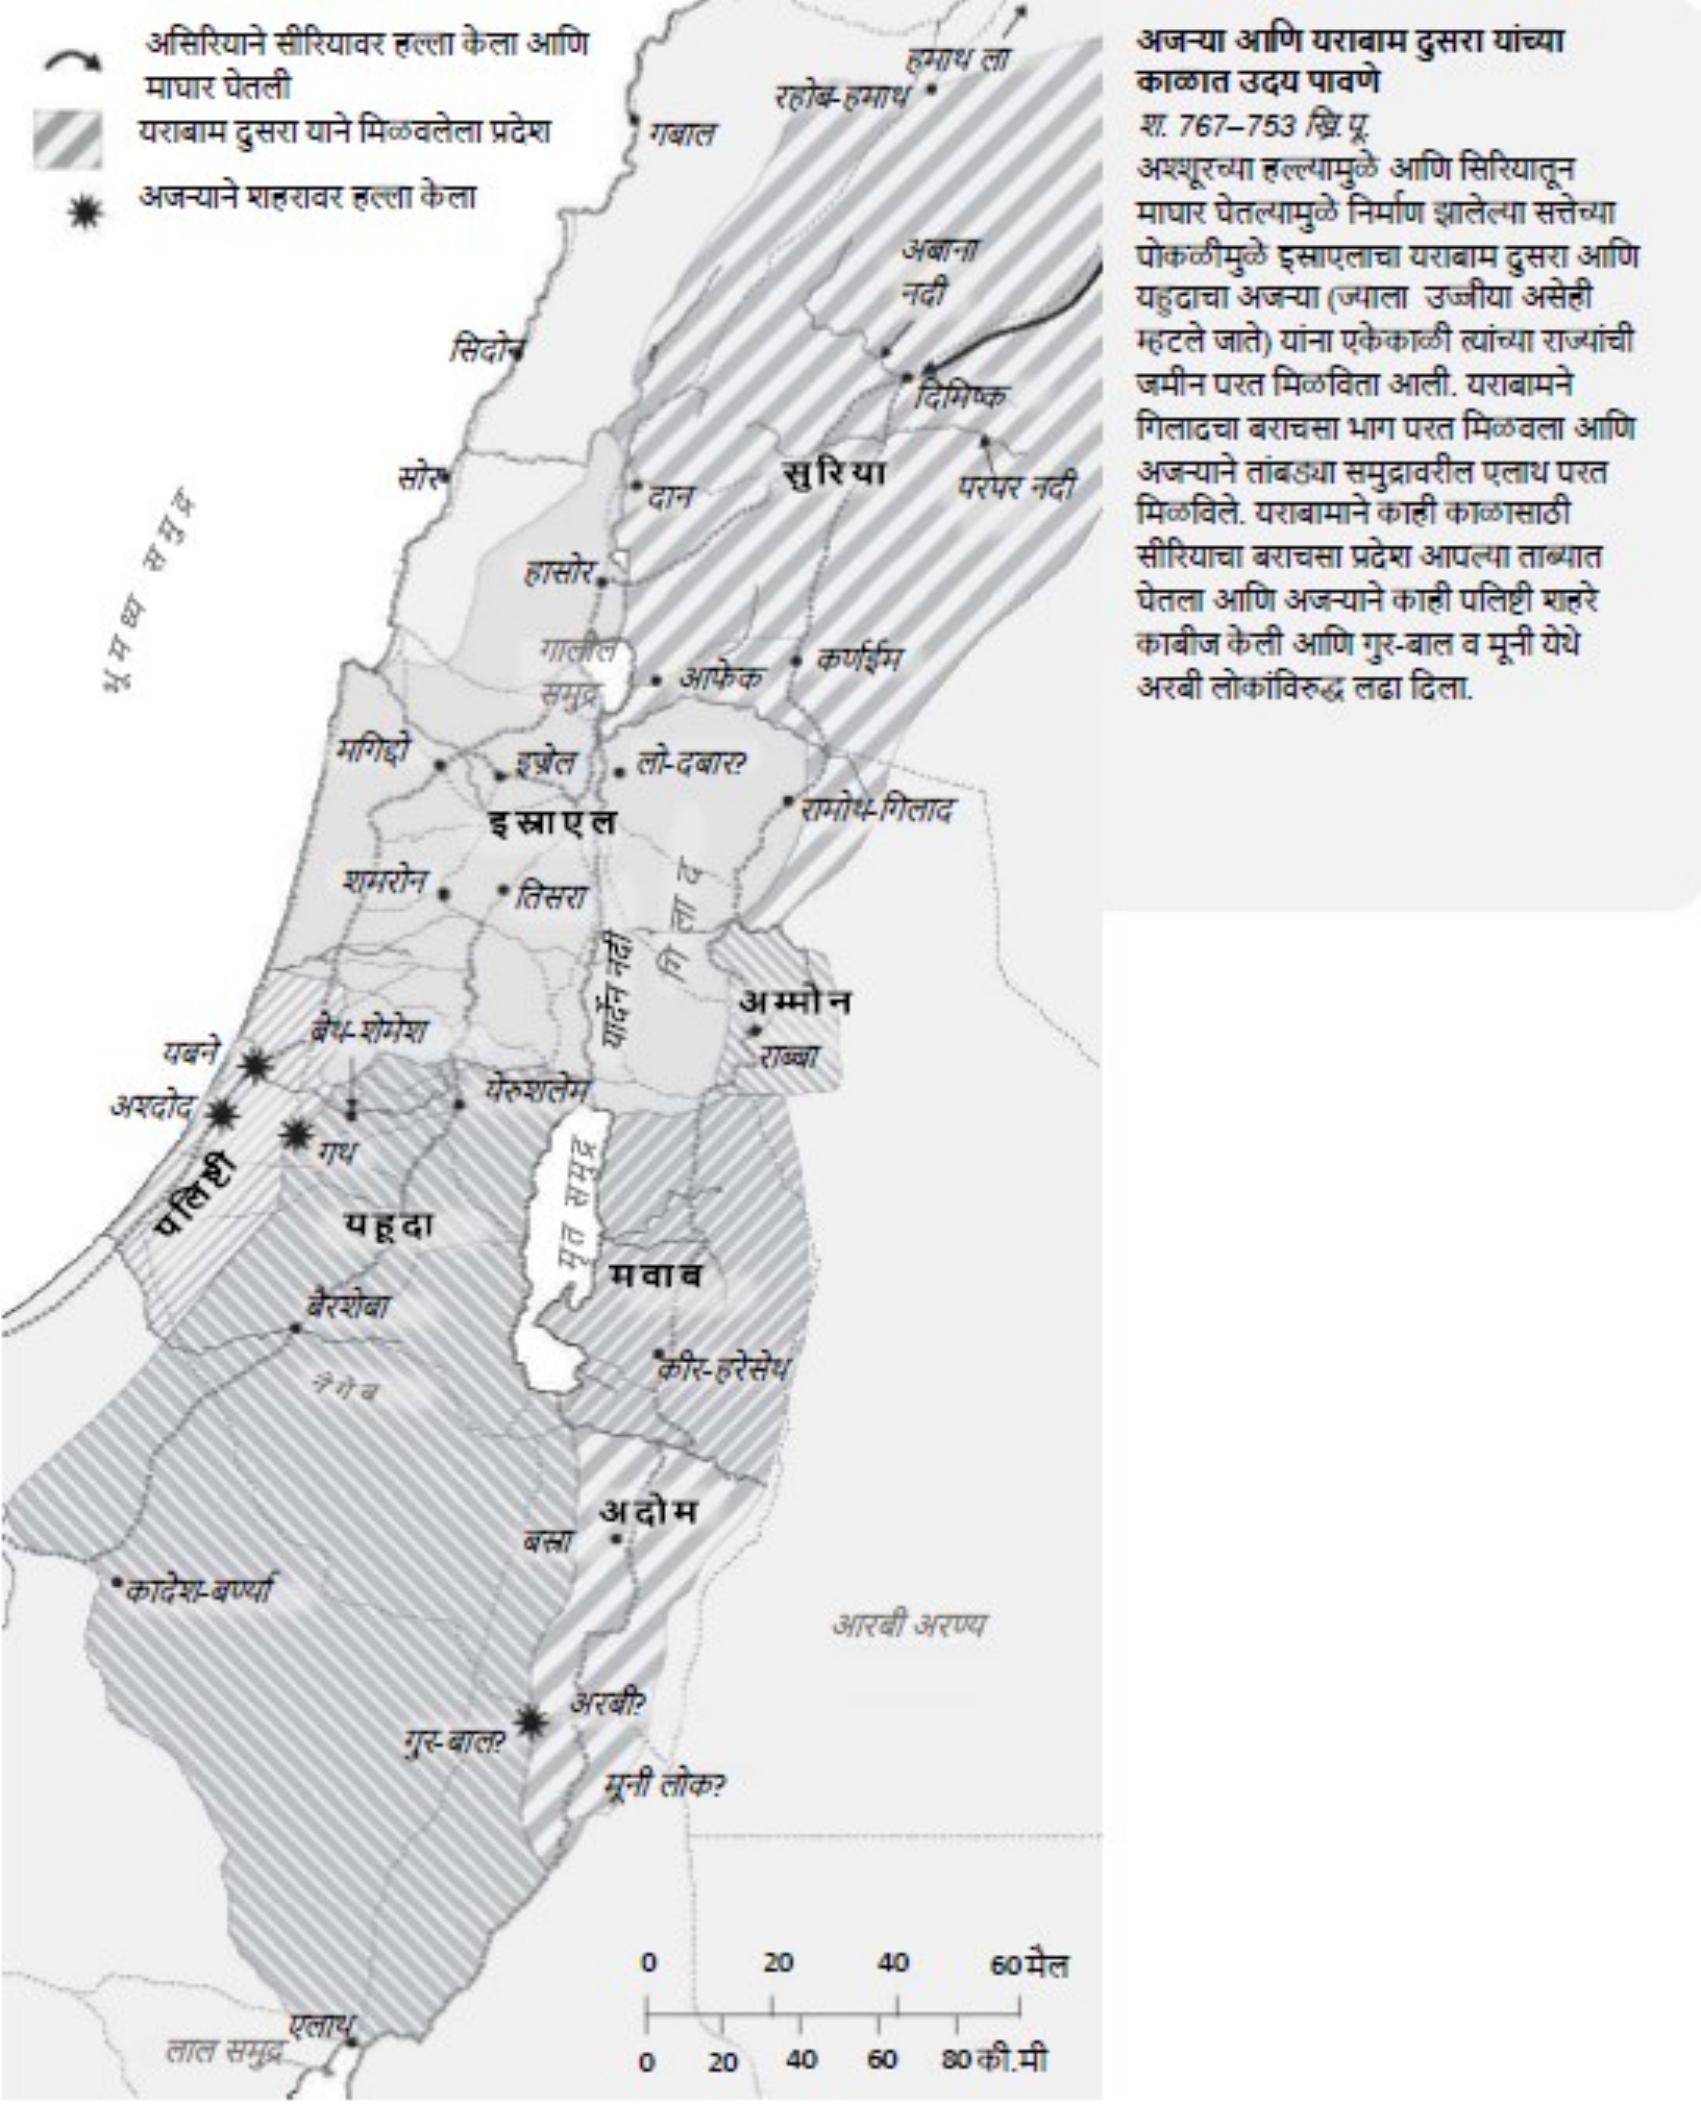 असिरियाने सीरियावर हल्ला केला आणि
माघार घेतली
यराबाम दुसरा याने मिळवलेला प्रदेश
अजऱ्याने शहरावर हल्ला केला
अजऱ्या आणि यराबाम दुसरा यांच्या
काळात उदय पावणे
श. 767–753 ख्रि.पू.
अश्शूरच्या हल्ल्यामुळे आणि सिरियातून
माघार घेतल्यामुळे निर्माण झालेल्या सत्तेच्या
पोकळीमुळे इस्राएलाचा यराबाम दुसरा आणि
यहुदाचा अजऱ्या (ज्याला उज्जीया असेही
म्हटले जाते) यांना एकेकाळी त्यांच्या राज्यांची
जमीन परत मिळविता आली. यराबामने
गिलादचा बराचसा भाग परत मिळवला आणि
अजऱ्याने तांबड्या समुद्रावरील एलाथ परत
मिळविले. यराबामाने काही काळासाठी
सीरियाचा बराचसा प्रदेश आपल्या ताब्यात
घेतला आणि अजऱ्याने काही पलिष्टी शहरे
काबीज केली आणि गुर-बाल व मूनी येथे
अरबी लोकांविरुद्ध लढा दिला.
हमाथ ला
रहोब-हमाथ
गबाल
अबाना
नदी
सिदोन
दिमिष्क
सुरिया
सोर
दान
परपर नदी
भूमध्य समुद्र
हासोर
गालील
समुद्र
आफेक
कर्णईम
मगिद्दो
इज्रेल
लो-दबार?
रामोथ-गिलाद
इस्राएल
शमरोन
तिसरा
गिलाद
यार्देन नदी
अम्मोन
राब्बा
बेथ-शेमेश
यबने
अश्दोद
येरुशलेम
गथ
पलिष्टी
यहूदा
मृत समुद्र
मवाब
बैरशेबा
कीर-हरेसेथ
नेगेब
अदोम
बस्रा
कादेश-बर्ण्या
आरबी अरण्य
अरबी?
गुर-बाल?
मूनी लोक?
0 20 40 60 मैल
0 20 40 60 80 की.मी
एलाथ
लाल समुद्र